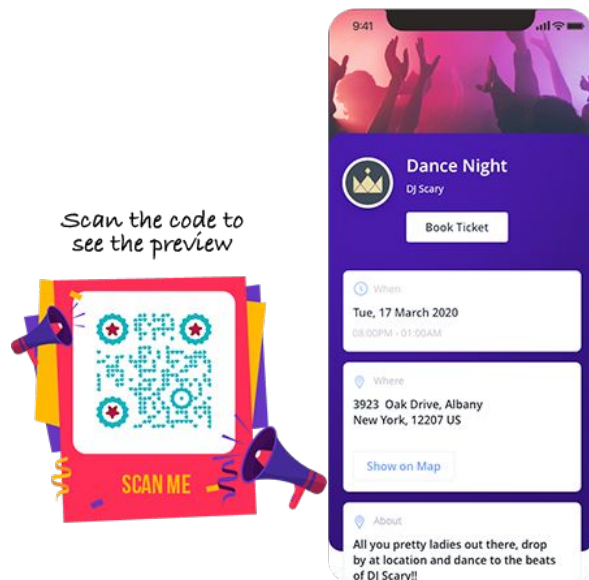 Scan the code to
see the preview
SCAN ME
9:41
Dance Night
DJ Scary
Book Ticket
When
Tue, 17 March 2020
08:00PM - 01:00AM
Where
3923 Oak Drive, Albany
New York, 12207 US
Show on Map
About
All you pretty ladies out there, drop
by at location and dance to the beats
of DJ Scary!!